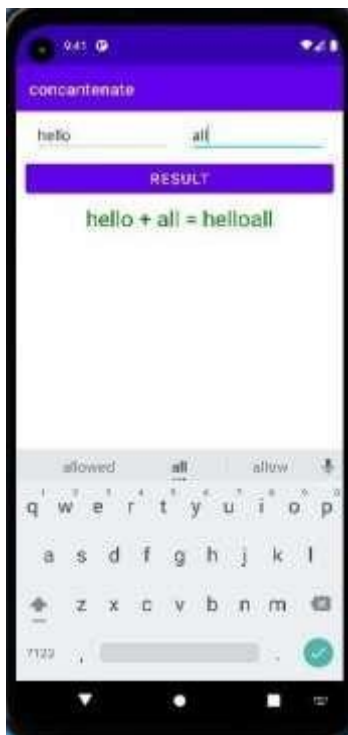 9:41
concantenate
hello all
RESULT
hello + all = helloall
allowed all allow
q w e r t y u i o p
a s d f g h j k l
z x c v b n m
?123 , .